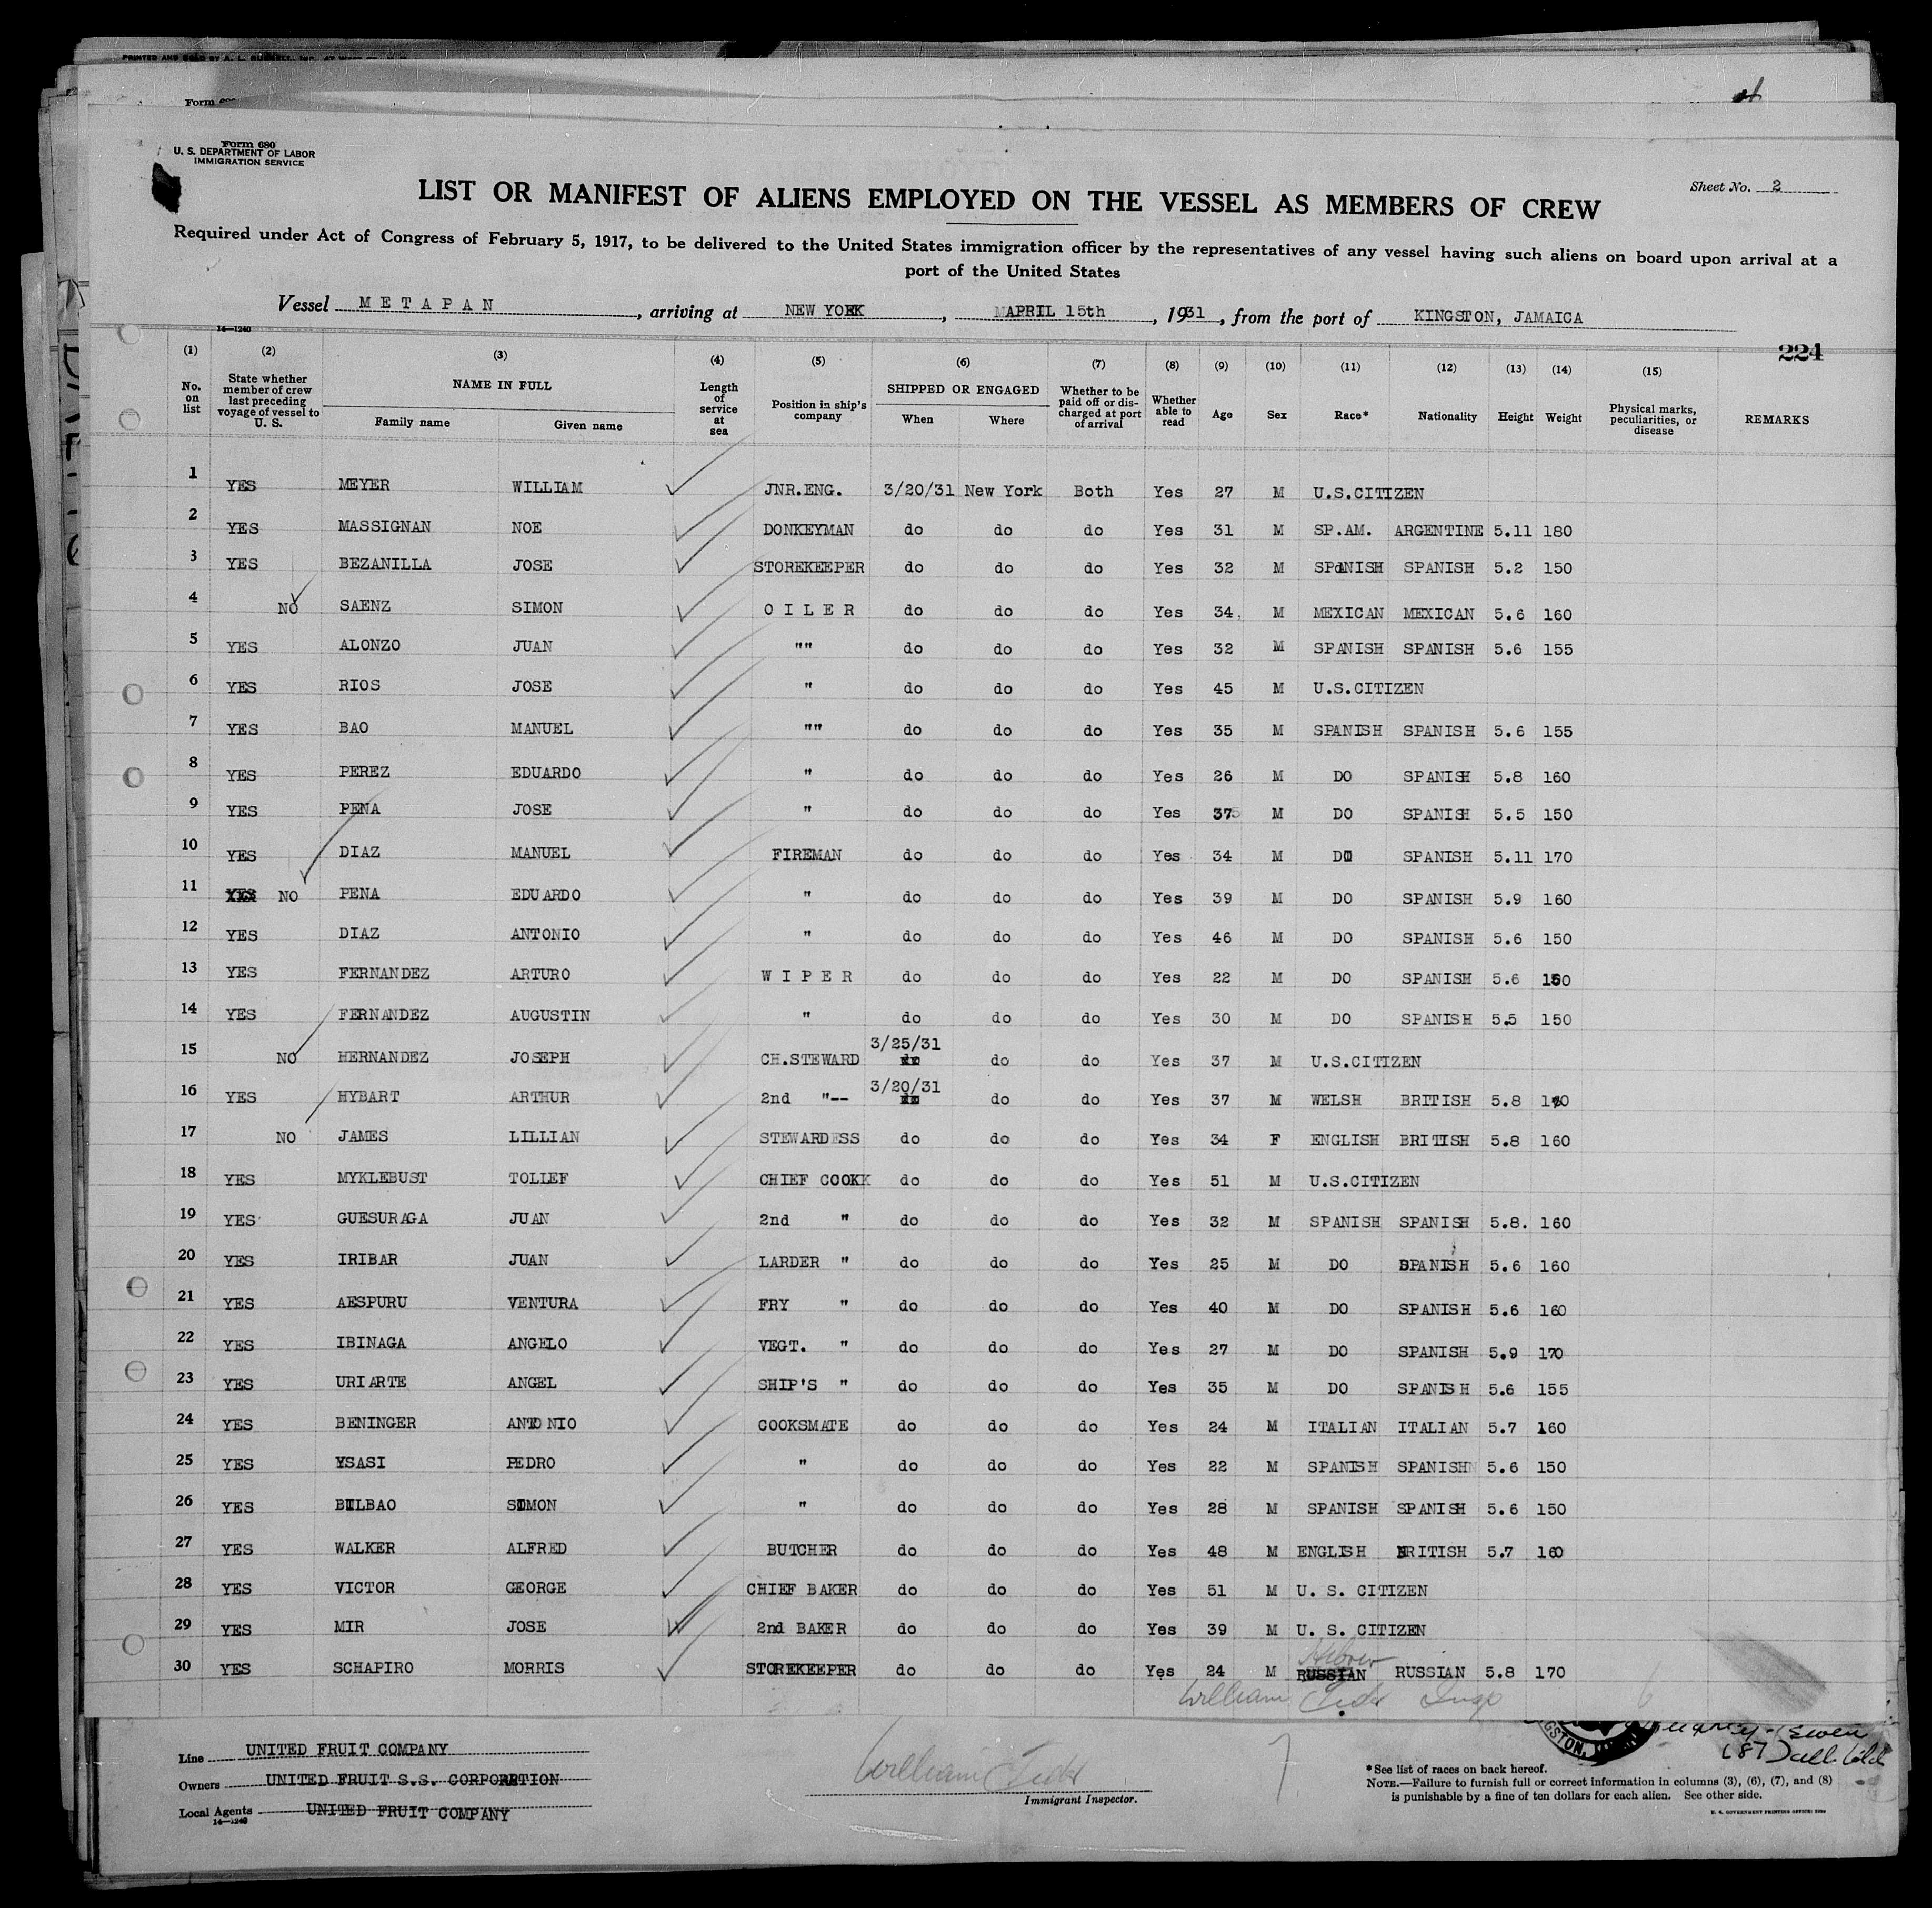 PRINTED AND SOLD BY A. L. RUSSELL, INC.
Form
Form 680
U. S. DEPARTMENT OF LABOR
IMMIGRATION SERVICE
Sheet No. 2
LIST OR MANIFEST OF ALIENS EMPLOYED ON THE VESSEL AS MEMBERS OF CREW
Required under Act of Congress of February 5, 1917, to be delivered to the United States immigration officer by the representatives of any vessel having such aliens on board upon arrival at a
port of the United States
Vessel METAPAN, arriving at NEW YORK, APRIL 15th, 1931, from the port of KINGSTON, JAMAICA
14—1240
224
(1) (2) (3) (4) (5) (6) (7) (8) (9) (10) (11) (12) (13) (14) (15)
No. on list State whether member of crew last preceding voyage of vessel to U. S. NAME IN FULL Family name Given name Length of service at sea Position in ship's company SHIPPED OR ENGAGED When Where Whether to be paid off or discharged at port of arrival Whether able to read Age Sex Race* Nationality Height Weight Physical marks, peculiarities, or disease REMARKS
1 YES MEYER WILLIAM JNR.ENG. 3/20/31 New York Both Yes 27 M U.S.CITIZEN
2 YES MASSIGNAN NOE DONKEYMAN do do do Yes 31 M SP.AM. ARGENTINE 5.11 180
3 YES BEZANILLA JOSE STOREKEEPER do do do Yes 32 M SPANISH SPANISH 5.2 150
4 NO SAENZ SIMON OILER do do do Yes 34. M MEXICAN MEXICAN 5.6 160
5 YES ALONZO JUAN "" do do do Yes 32 M SPANISH SPANISH 5.6 155
6 YES RIOS JOSE " do do do Yes 45 M U.S.CITIZEN
7 YES BAO MANUEL "" do do do Yes 35 M SPANISH SPANISH 5.6 155
8 YES PEREZ EDUARDO " do do do Yes 26 M DO SPANISH 5.8 160
9 YES PENA JOSE " do do do Yes 37 M DO SPANISH 5.5 150
10 YES DIAZ MANUEL FIREMAN do do do Yes 34 M DO SPANISH 5.11 170
11 YES NO PENA EDUARDO " do do do Yes 39 M DO SPANISH 5.9 160
12 YES DIAZ ANTONIO " do do do Yes 46 M DO SPANISH 5.6 150
13 YES FERNANDEZ ARTURO WIPER do do do Yes 22 M DO SPANISH 5.6 150
14 YES FERNANDEZ AUGUSTIN " do do do Yes 30 M DO SPANISH 5.5 150
15 NO HERNANDEZ JOSEPH CH.STEWARD 3/25/31 do do Yes 37 M U.S.CITIZEN
16 YES HYBART ARTHUR 2nd "-- 3/20/31 do do Yes 37 M WELSH BRITISH 5.8
17 NO JAMES LILLIAN STEWARDESS do do do Yes 34 F ENGLISH BRITISH 5.8 160
18 YES MYKLEBUST TOLLEF CHIEF COOK do do do Yes 51 M U.S.CITIZEN
19 YES GUESURAGA JUAN 2nd " do do do Yes 32 M SPANISH SPANISH 5.8. 160
20 YES IRIBAR JUAN LARDER " do do do Yes 25 M DO SPANISH 5.6 160
21 YES AESPURU VENTURA FRY " do do do Yes 40 M DO SPANISH 5.6 160
22 YES IBINAGA ANGELO VEGT. " do do do Yes 27 M DO SPANISH 5.9 170
23 YES URIARTE ANGEL SHIP'S " do do do Yes 35 M DO SPANISH 5.6 155
24 YES BENINGER ANTONIO COOKSMATE do do do Yes 24 M ITALIAN ITALIAN 5.7 160
25 YES YSASI PEDRO " do do do Yes 22 M SPANISH SPANISH 5.6 150
26 YES BILBAO SIMON " do do do Yes 28 M SPANISH SPANISH 5.6 150
27 YES WALKER ALFRED BUTCHER do do do Yes 48 M ENGLISH BRITISH 5.7 160
28 YES VICTOR GEORGE CHIEF BAKER do do do Yes 51 M U. S. CITIZEN
29 YES MIR JOSE 2nd BAKER do do do Yes 39 M U. S. CITIZEN
30 YES SCHAPIRO MORRIS STOREKEEPER do do do Yes 24 M Hebrew RUSSIAN RUSSIAN 5.8 170
William Insp
Line UNITED FRUIT COMPANY
Owners UNITED FRUIT S.S. CORPORATION
Local Agents UNITED FRUIT COMPANY
14—1240
William
Immigrant Inspector.
7
*See list of races on back hereof.
NOTE.—Failure to furnish full or correct information in columns (3), (6), (7), and (8)
is punishable by a fine of ten dollars for each alien. See other side.
U. S. GOVERNMENT PRINTING OFFICE: 1930